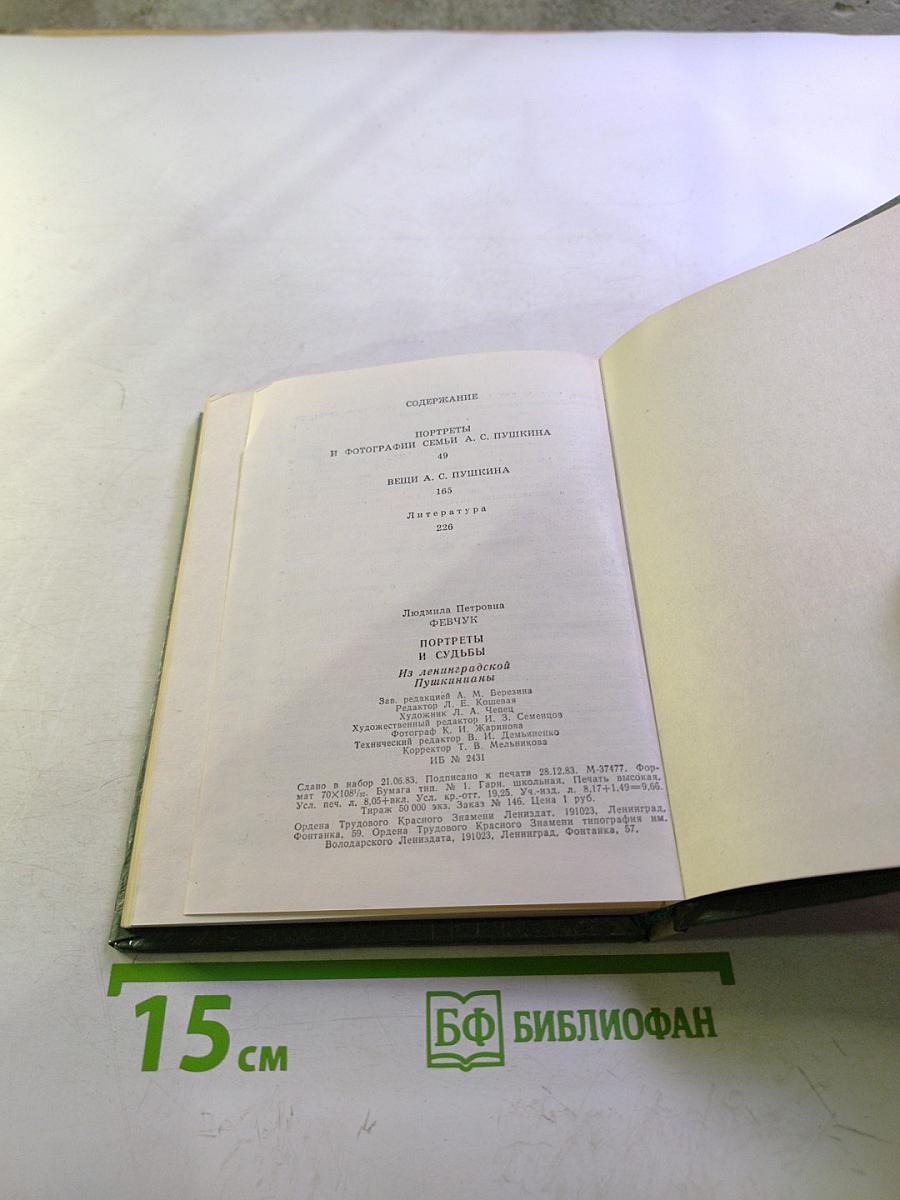 СОДЕРЖАНИЕ
ПОРТРЕТЫ
И ФОТОГРАФИИ СЕМЬИ А. С. ПУШКИНА
49
ВЕЩИ А. С. ПУШКИНА
165
Литература
226
Людмила Петровна
ФЕВЧУК
ПОРТРЕТЫ
И СУДЬБЫ
Из ленинградской
Пушкинианы
Зав. редакцией А. М. Березина
Редактор Л. Е. Кошевая
Художник Л. А. Чепец
Художественный редактор И. З. Семенцов
Фотограф К. И. Жаринова
Технический редактор В. И. Демьяненко
Корректор Т. В. Мельникова
ИБ № 2431
Сдано в набор 21.06.83. Подписано к печати 28.12.83. М-37477. Фор-
мат 70×108¹/₃₂. Бумага тип. № 1. Гарн. школьная. Печать высокая.
Усл. печ. л. 8,05+вкл. Усл. кр.-отт. 19,25. Уч.-изд. л. 8,17+1,49=9,66.
Тираж 50 000 экз. Заказ № 146. Цена 1 руб.
Ордена Трудового Красного Знамени Лениздат, 191023, Ленинград,
Фонтанка, 59. Ордена Трудового Красного Знамени типография им.
Володарского Лениздата, 191023, Ленинград, Фонтанка, 57.
15 см
БФ БИБЛИОФАН